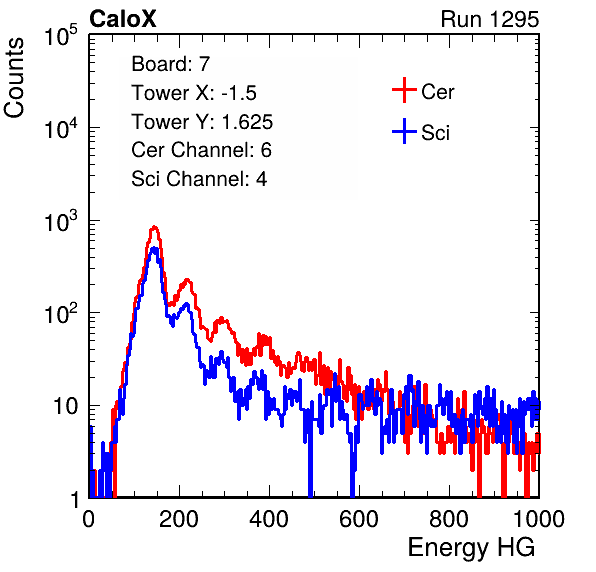 CaloX Run 1295
Counts
10^5
10^4
10^3
10^2
10
1
Board: 7
Tower X: -1.5
Tower Y: 1.625
Cer Channel: 6
Sci Channel: 4
Cer
Sci
0 200 400 600 800 1000
Energy HG